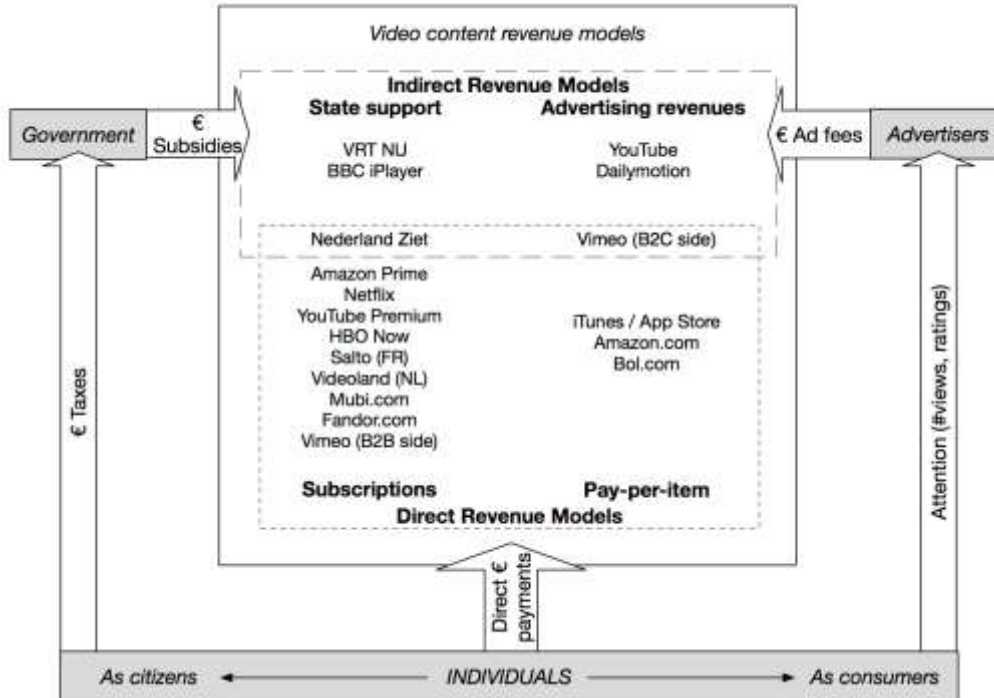 Video content revenue models
Indirect Revenue Models
State support
Advertising revenues
Government
€
Subsidies
€ Ad fees
Advertisers
VRT NU
BBC iPlayer
YouTube
Dailymotion
Nederland Ziet
Vimeo (B2C side)
Amazon Prime
Netflix
YouTube Premium
HBO Now
Salto (FR)
Videoland (NL)
Mubi.com
Fandor.com
Vimeo (B2B side)
iTunes / App Store
Amazon.com
Bol.com
€ Taxes
Attention (#views, ratings)
Subscriptions
Pay-per-item
Direct Revenue Models
Direct €
payments
As citizens
INDIVIDUALS
As consumers